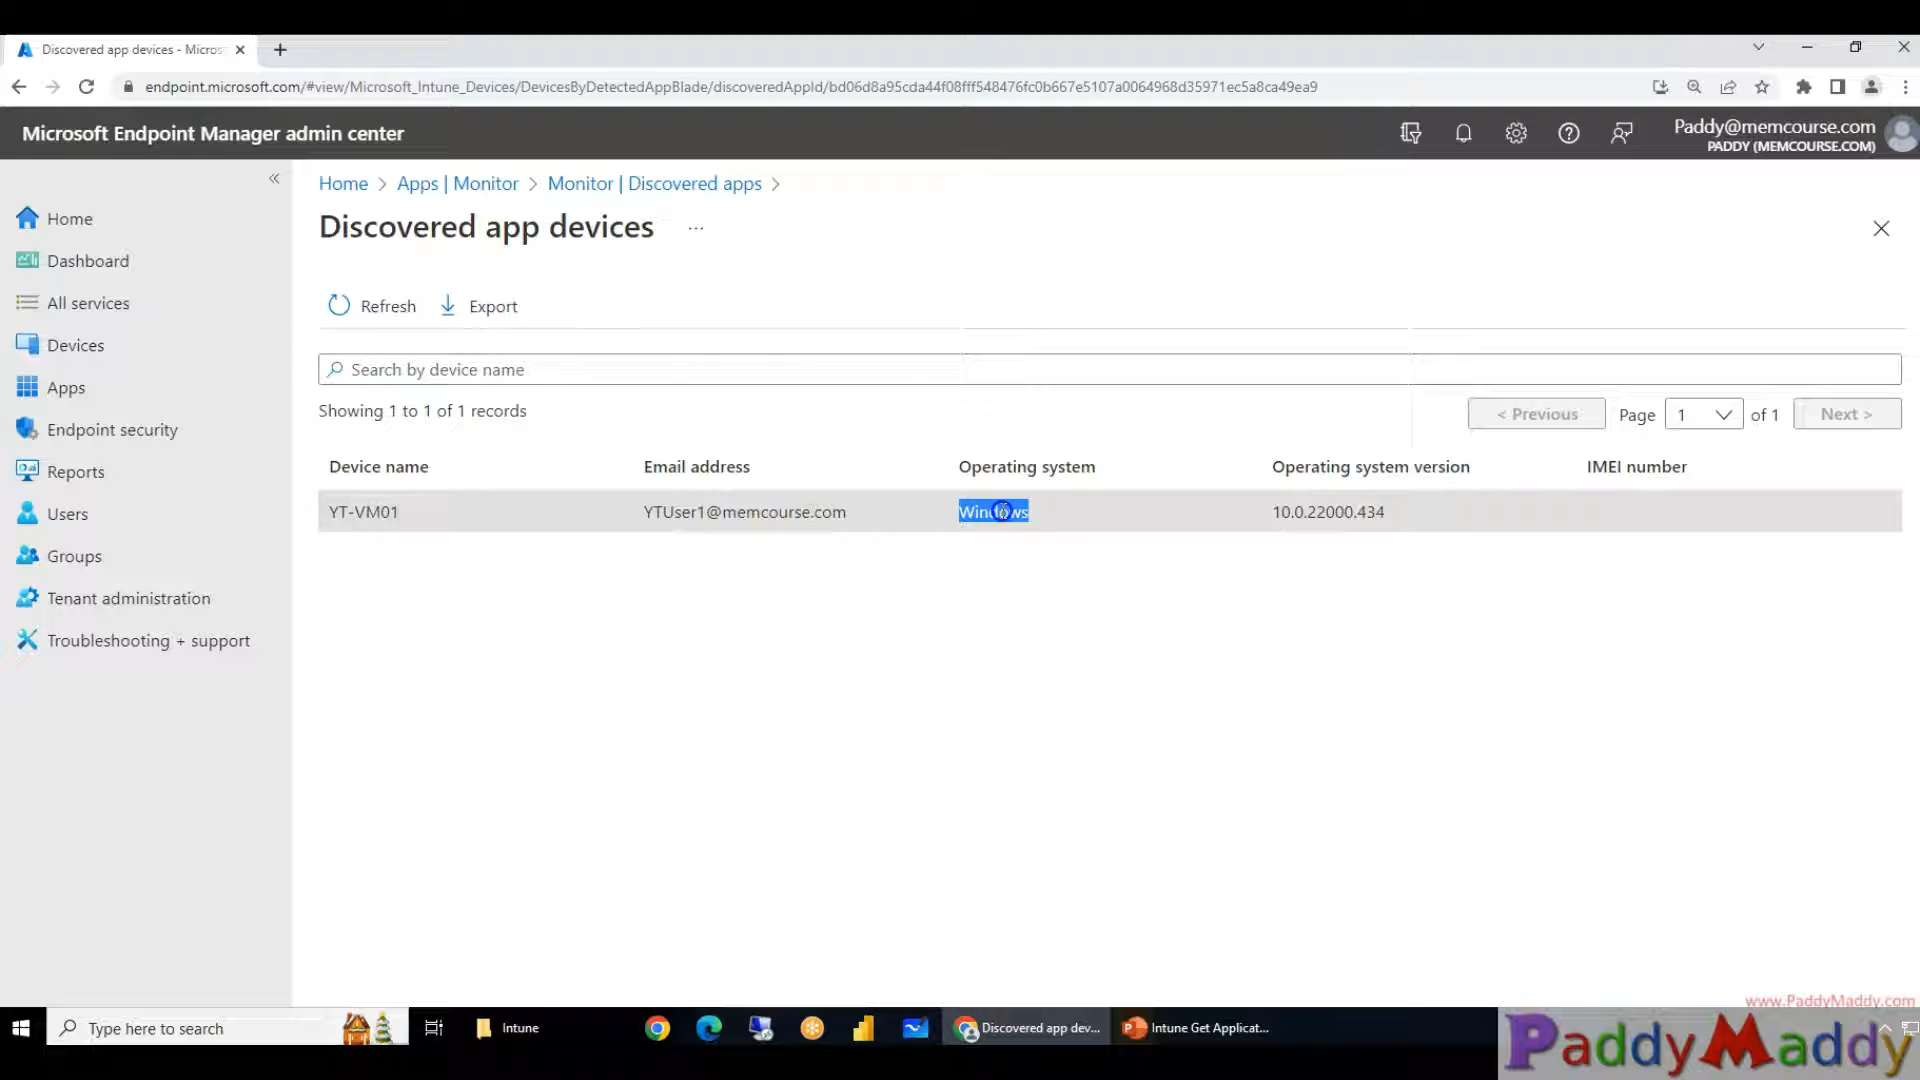 Discovered app devices - Micros
endpoint.microsoft.com/#view/Microsoft_Intune_Devices/DevicesByDetectedAppBlade/discoveredAppId/bd06d8a95cda44f08fff548476fc0b667e5107a0064968d35971ec5a8ca49ea9
Microsoft Endpoint Manager admin center
Paddy@memcourse.com
PADDY (MEMCOURSE.COM)
Home > Apps | Monitor > Monitor | Discovered apps >
Discovered app devices ...
Home
Dashboard
All services
Devices
Apps
Endpoint security
Reports
Users
Groups
Tenant administration
Troubleshooting + support
Refresh Export
Search by device name
Showing 1 to 1 of 1 records
< Previous Page 1 of 1 Next >
Device name Email address Operating system Operating system version IMEI number
YT-VM01 YTUser1@memcourse.com Windows 10.0.22000.434
www.PaddyMaddy.com
Type here to search
Intune
Discovered app dev...
Intune Get Applicat...
PaddyMaddy